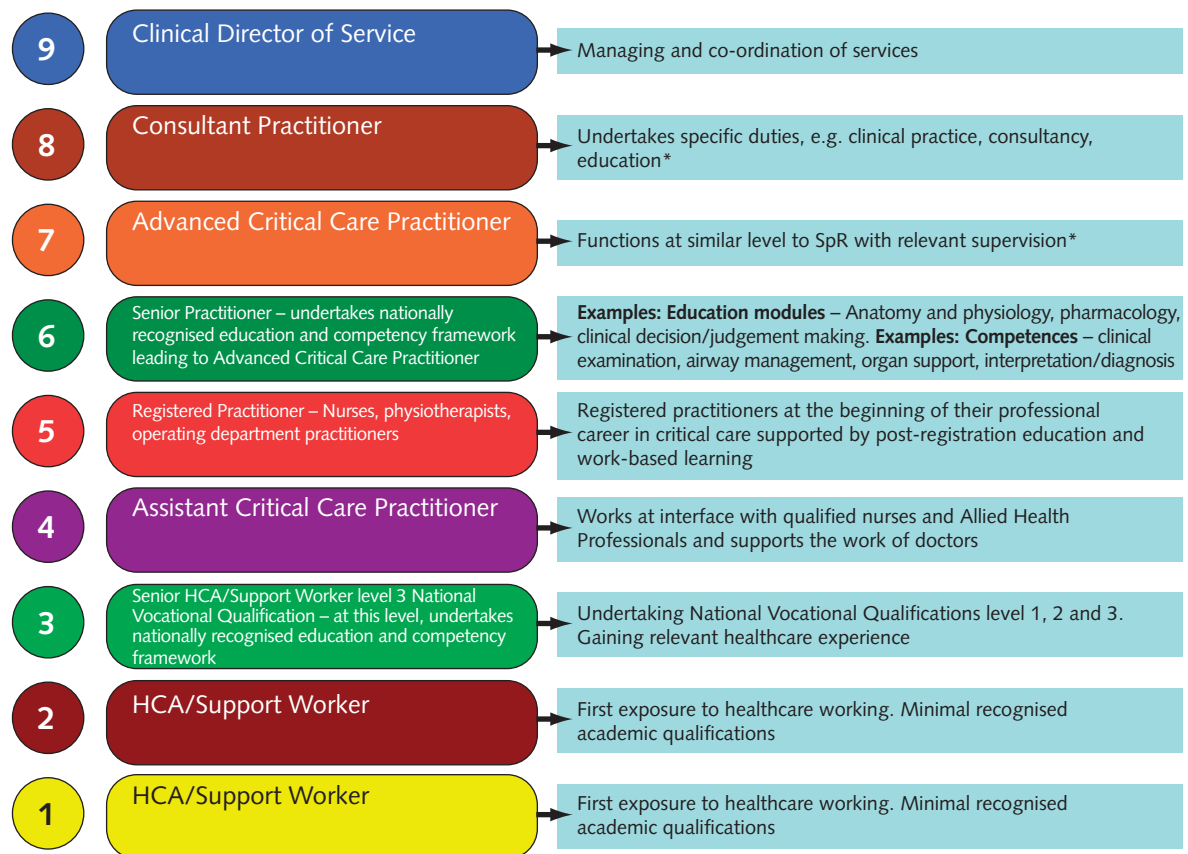 9
Clinical Director of Service
Managing and co-ordination of services
8
Consultant Practitioner
Undertakes specific duties, e.g. clinical practice, consultancy,
education*
7
Advanced Critical Care Practitioner
Functions at similar level to SpR with relevant supervision*
6
Senior Practitioner – undertakes nationally
recognised education and competency framework
leading to Advanced Critical Care Practitioner
Examples: Education modules – Anatomy and physiology, pharmacology,
clinical decision/judgement making. Examples: Competences – clinical
examination, airway management, organ support, interpretation/diagnosis
5
Registered Practitioner – Nurses, physiotherapists,
operating department practitioners
Registered practitioners at the beginning of their professional
career in critical care supported by post-registration education and
work-based learning
4
Assistant Critical Care Practitioner
Works at interface with qualified nurses and Allied Health
Professionals and supports the work of doctors
3
Senior HCA/Support Worker level 3 National
Vocational Qualification – at this level, undertakes
nationally recognised education and competency
framework
Undertaking National Vocational Qualifications level 1, 2 and 3.
Gaining relevant healthcare experience
2
HCA/Support Worker
First exposure to healthcare working. Minimal recognised
academic qualifications
1
HCA/Support Worker
First exposure to healthcare working. Minimal recognised
academic qualifications